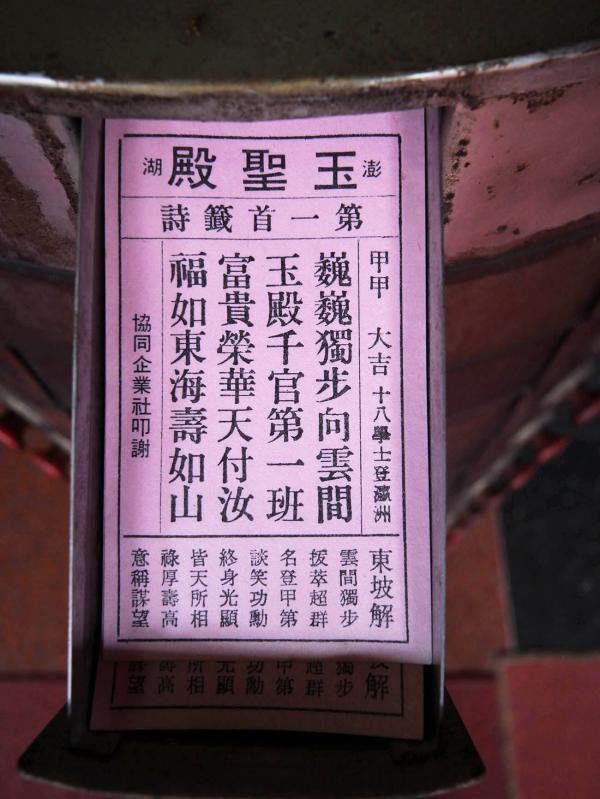 澎玉聖殿湖
第一首籤詩
甲甲 大吉 十八學士登瀛洲
巍巍獨步向雲間
玉殿千官第一班
富貴榮華天付汝
福如東海壽如山
協同企業社叩謝
東坡解
雲間獨步
拔萃超群
名登甲第
談笑功勳
終身光顯
皆天所相
祿厚壽高
意稱謀望